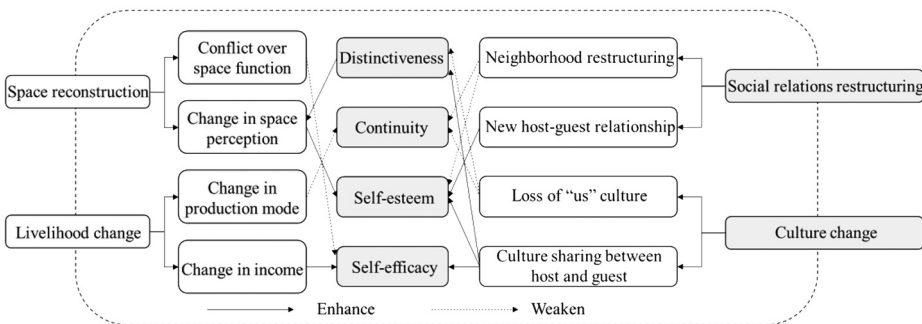 Space reconstruction
Livelihood change
Conflict over
space function
Change in space
perception
Change in
production mode
Change in income
Distinctiveness
Continuity
Self-esteem
Self-efficacy
Neighborhood restructuring
New host-guest relationship
Loss of “us” culture
Culture sharing between
host and guest
Social relations restructuring
Culture change
Enhance
Weaken